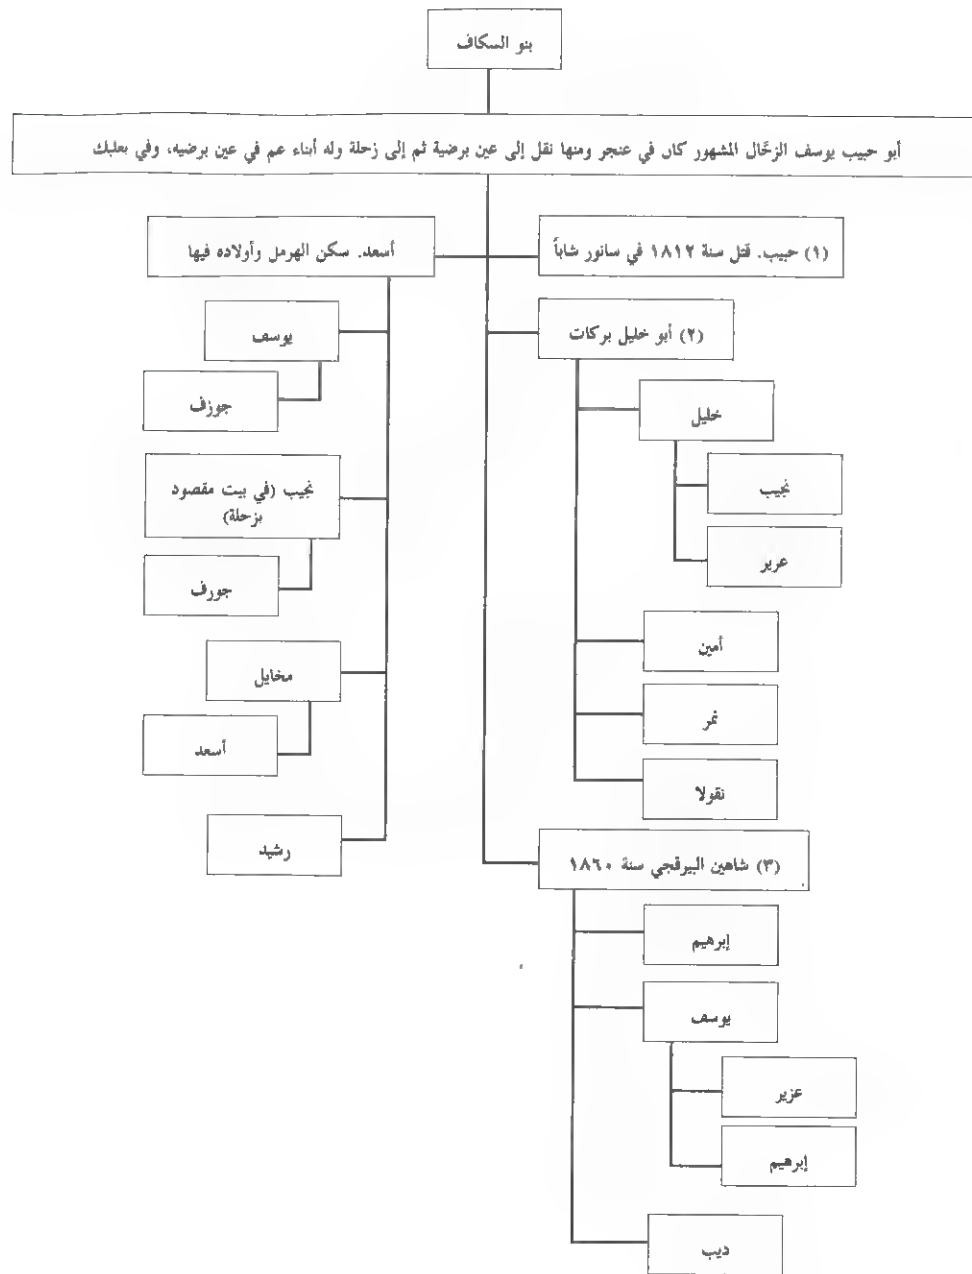 بنو السكاف
أبو حبيب يوسف الزحَّال المشهور كان في عنجر ومنها نقل إلى عين برضية ثم إلى زحلة وله أبناء عم في عين برضيه، وفي بعلبك
(١) حبيب. قتل سنة ١٨١٢ في سانور شاباً
(٢) أبو خليل بركات
خليل
نجيب
عرير
أمين
نمر
نقولا
(٣) شاهين البيرقجي سنة ١٨٦٠
إبرهيم
يوسف
عزير
إبرهيم
ديب
أسعد. سكن الهرمل وأولاده فيها
يوسف
جوزف
نجيب (في بيت مقصود
بزحلة)
جورف
مخايل
أسعد
رشيد